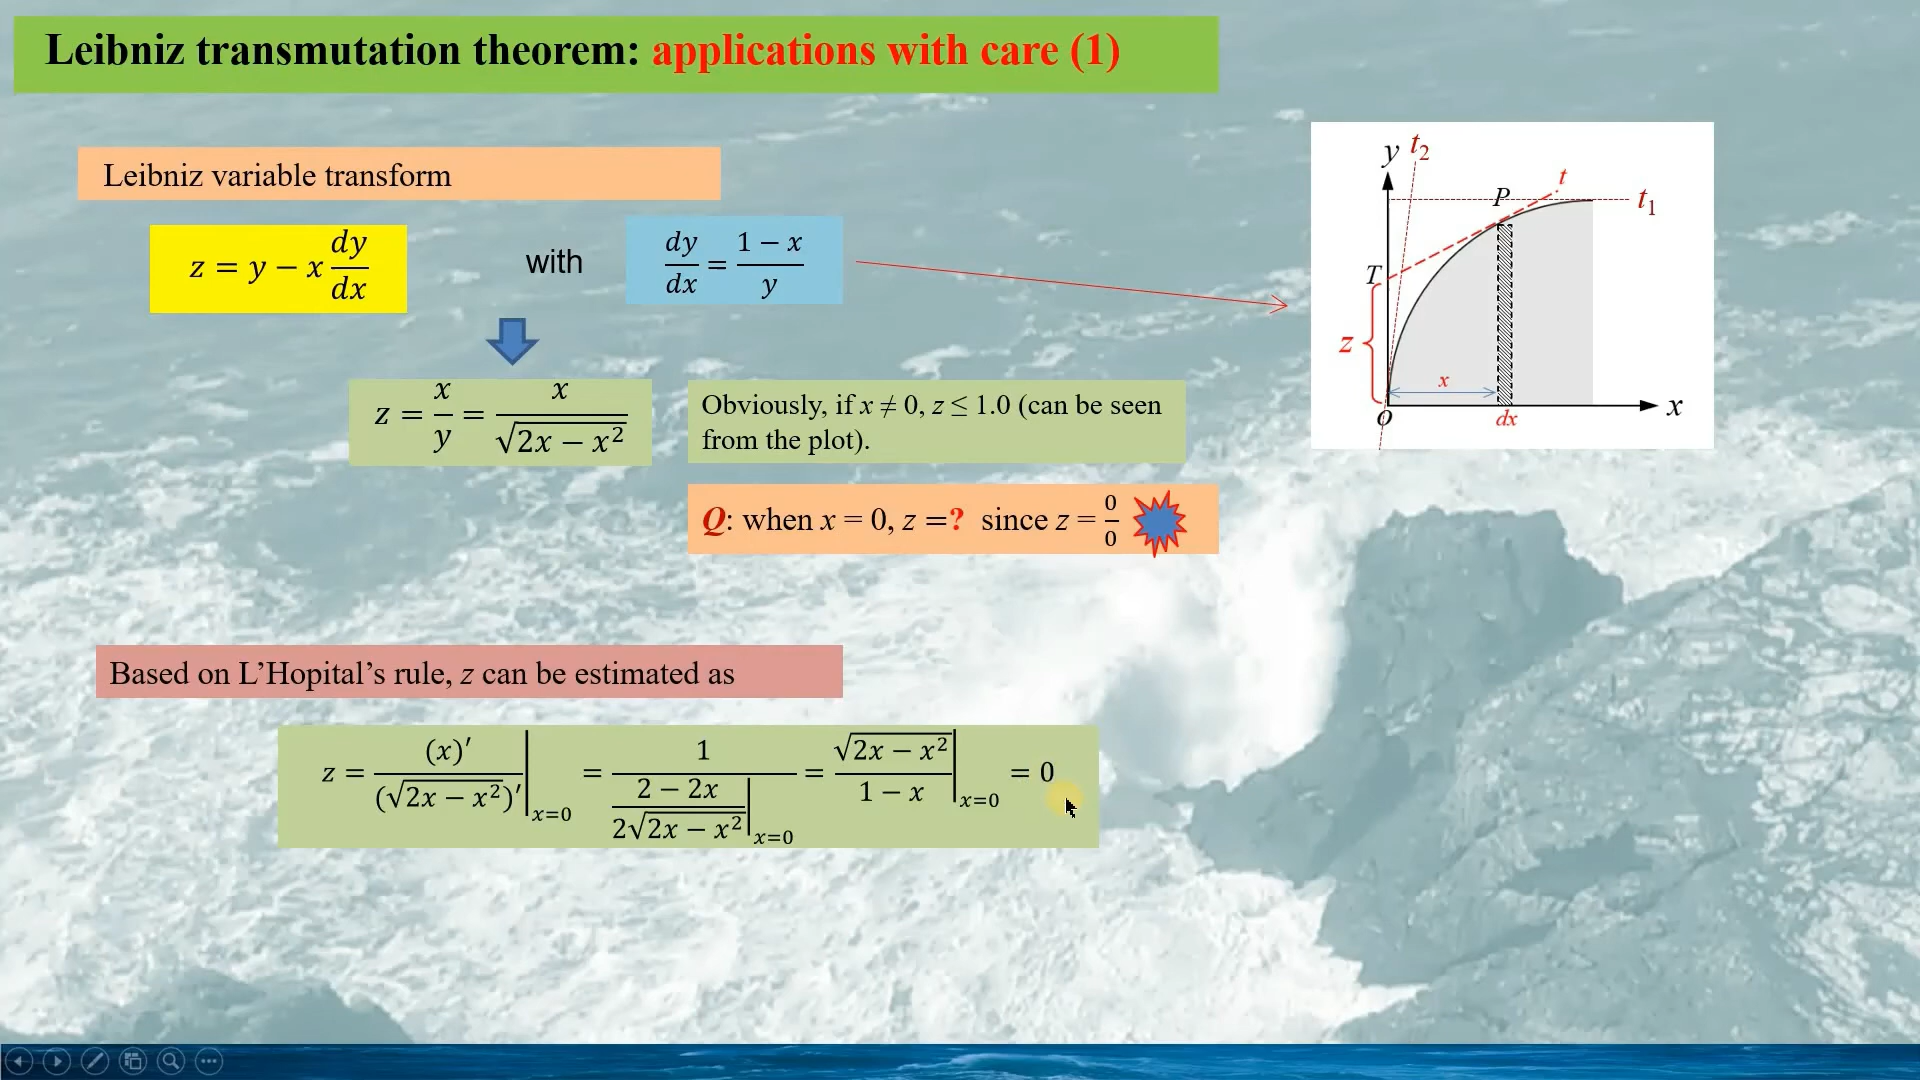 Leibniz transmutation theorem: applications with care (1)
Leibniz variable transform
z = y − x dy/dx
with
dy/dx = (1 − x)/y
z = x/y = x/√(2x − x²)
Obviously, if x ≠ 0, z ≤ 1.0 (can be seen
from the plot).
Q: when x = 0, z =? since z = 0/0
y t₂
t
P
t₁
T
z
x
O
dx
x
Based on L’Hopital’s rule, z can be estimated as
z = (x)′/(√(2x − x²))′|ₓ₌₀ = 1/((2 − 2x)/(2√(2x − x²))|ₓ₌₀) = √(2x − x²)/(1 − x)|ₓ₌₀ = 0